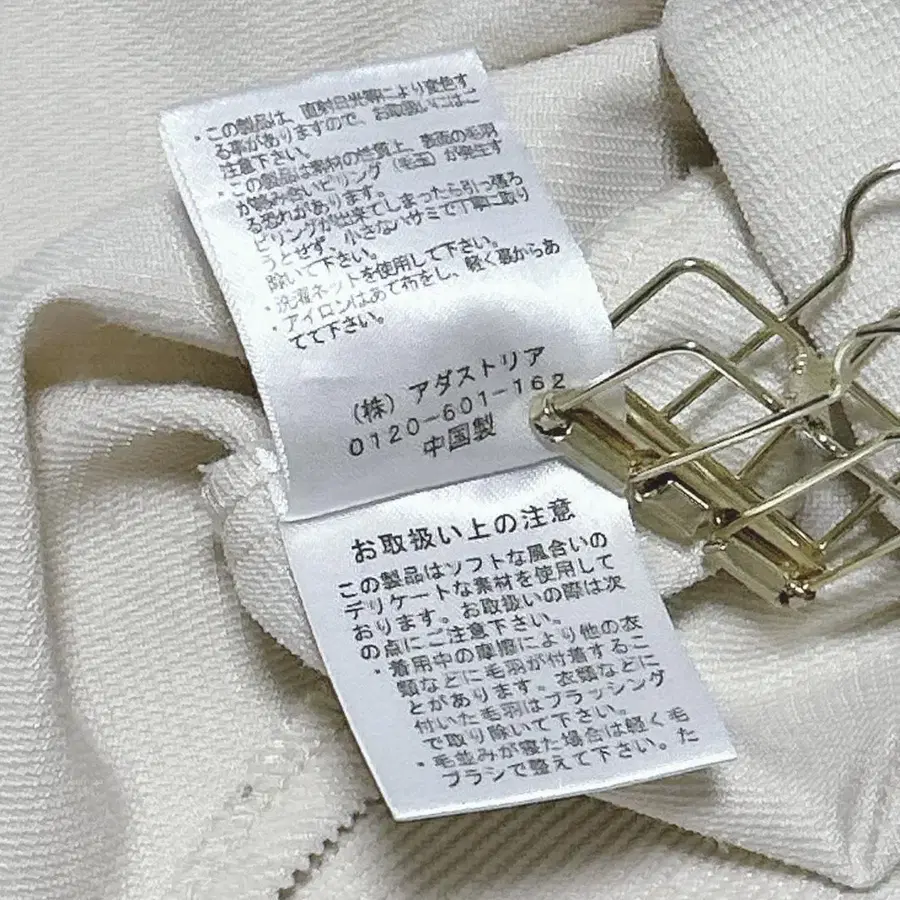 ・この製品は、直射日光等により変色す
る事がありますので、お取扱いにはご
注意下さい。
・この製品は素材の性質上、表面の毛羽
が絡み合いピリング（毛玉）が発生す
る恐れがあります。
ピリングが出来てしまったら引っ張ろ
うとせず、小さなハサミで丁寧に取り
除いて下さい。
・洗濯ネットを使用して下さい。
・アイロンはあて布をし、軽く裏からあ
てて下さい。
（株）アダストリア
0120-601-162
中国製
お取扱い上の注意
この製品はソフトな風合いの
デリケートな素材を使用して
おります。お取扱いの際は次
の点にご注意下さい。
・着用中の摩擦により他の衣
類などに毛羽が付着するこ
とがあります。衣類などに
付いた毛羽はブラッシング
で取り除いて下さい。
・毛並みが寝た場合は軽く毛
ブラシで整えて下さい。た